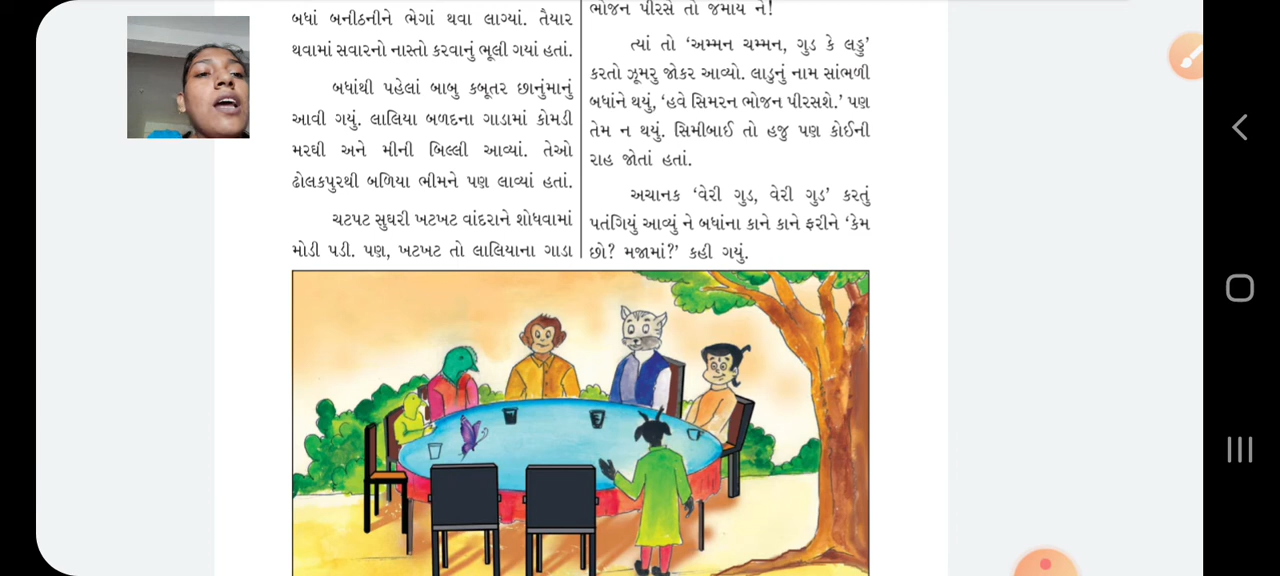 બધાં બનીઠનીને ભેગાં થવા લાગ્યાં. તૈયાર
થવામાં સવારનો નાસ્તો કરવાનું ભૂલી ગયાં હતાં.
બધાંથી પહેલાં બાબુ કબૂતર છાનુંમાનું
આવી ગયું. લાલિયા બળદના ગાડામાં કોમડી
મરઘી અને મીની બિલ્લી આવ્યાં. તેઓ
ઢોલકપુરથી બળિયા ભીમને પણ લાવ્યાં હતાં.
ચટપટ સુઘરી ખટખટ વાંદરાને શોધવામાં
મોડી પડી. પણ, ખટખટ તો લાલિયાના ગાડા
ભોજન પીરસે તો જમાય ને!
ત્યાં તો ‘અમ્મન ચમ્મન, ગુડ કે લડ્ડુ’
કરતો ઝૂમરુ જોકર આવ્યો. લાડુનું નામ સાંભળી
બધાંને થયું, ‘હવે સિમરન ભોજન પીરસશે.’ પણ
તેમ ન થયું. સિમીબાઈ તો હજુ પણ કોઈની
રાહ જોતાં હતાં.
અચાનક ‘વેરી ગુડ, વેરી ગુડ’ કરતું
પતંગિયું આવ્યું ને બધાંના કાને કાને ફરીને ‘કેમ
છો? મજામાં?’ કહી ગયું.